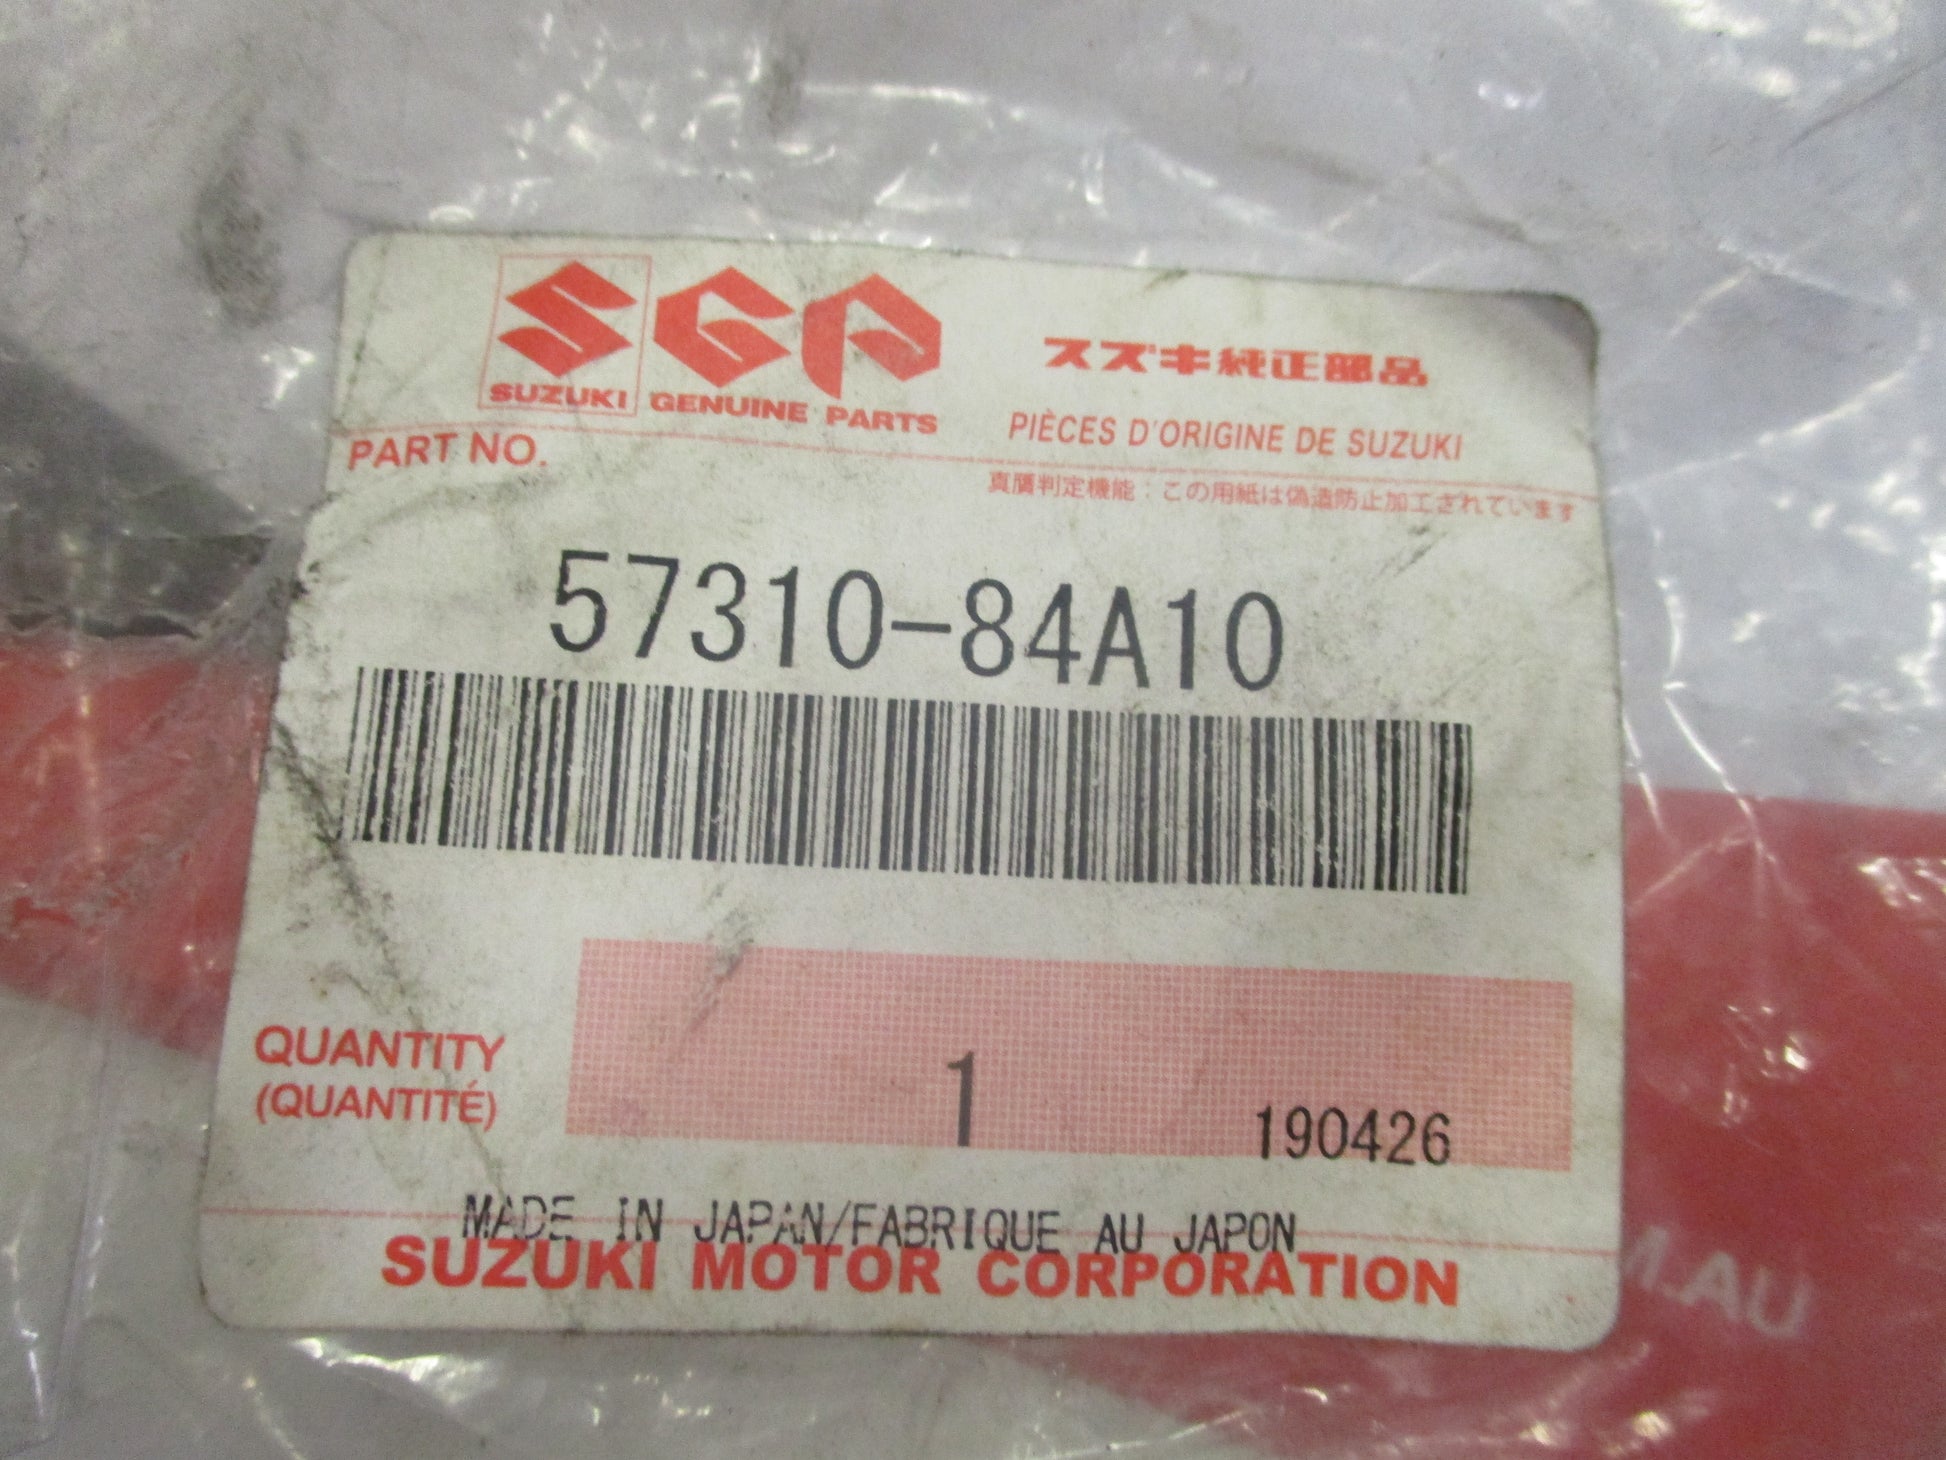 SGP
SUZUKI GENUINE PARTS
スズキ純正部品
PIÈCES D'ORIGINE DE SUZUKI
PART NO.
真贋判定機能：この用紙は偽造防止加工されています
57310-84A10
QUANTITY
(QUANTITÉ)
1
190426
MADE IN JAPAN/FABRIQUE AU JAPON
SUZUKI MOTOR CORPORATION
M.AU